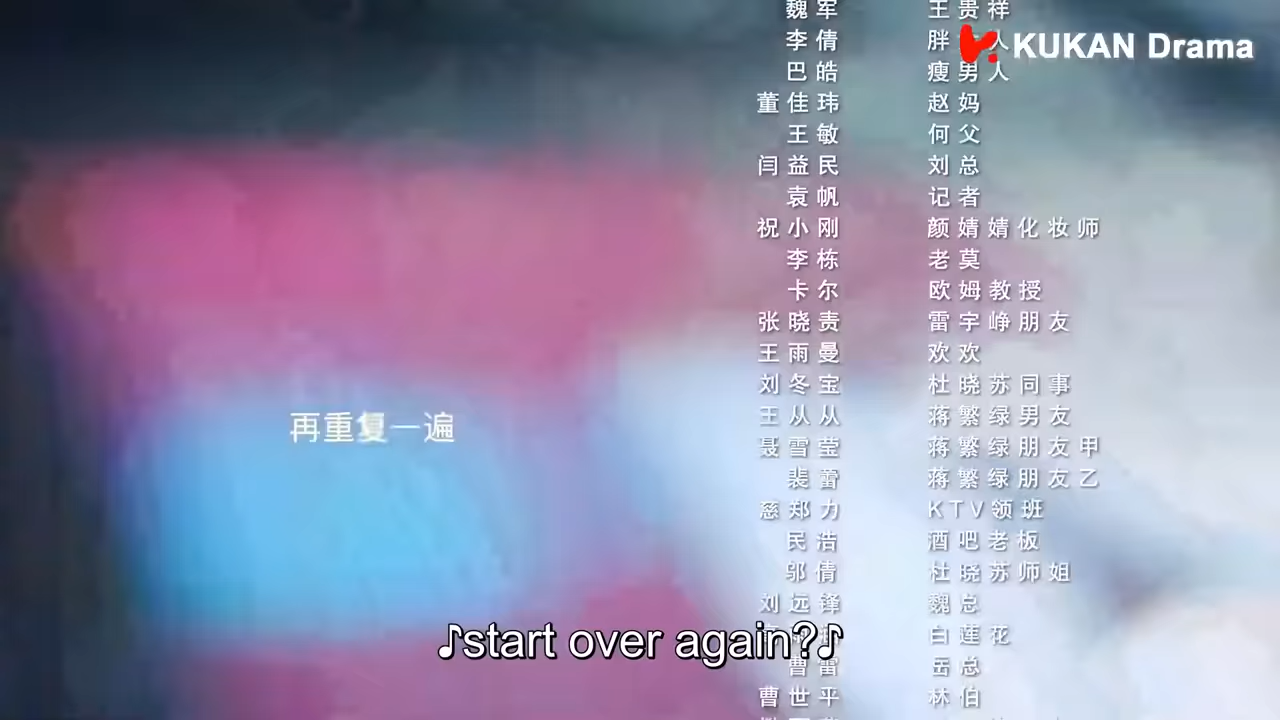 魏军 王贵祥
KUKAN Drama
李倩 胖 人
巴皓 瘦男人
董佳玮 赵妈
王敏 何父
闫益民 刘总
袁帆 记者
祝小刚 颜婧婧化妆师
李栋 老莫
卡尔 欧姆教授
张晓责 雷宇峥朋友
王雨曼 欢欢
刘冬宝 杜晓苏同事
王从从 蒋繁绿男友
再重复一遍
聂雪莹 蒋繁绿朋友甲
裴蕾 蒋繁绿朋友乙
慈郑力 KTV领班
民浩 酒吧老板
邬倩 杜晓苏师姐
刘远锋 魏总
白莲花
♪start over again?♪
曹雷 岳总
曹世平 林伯